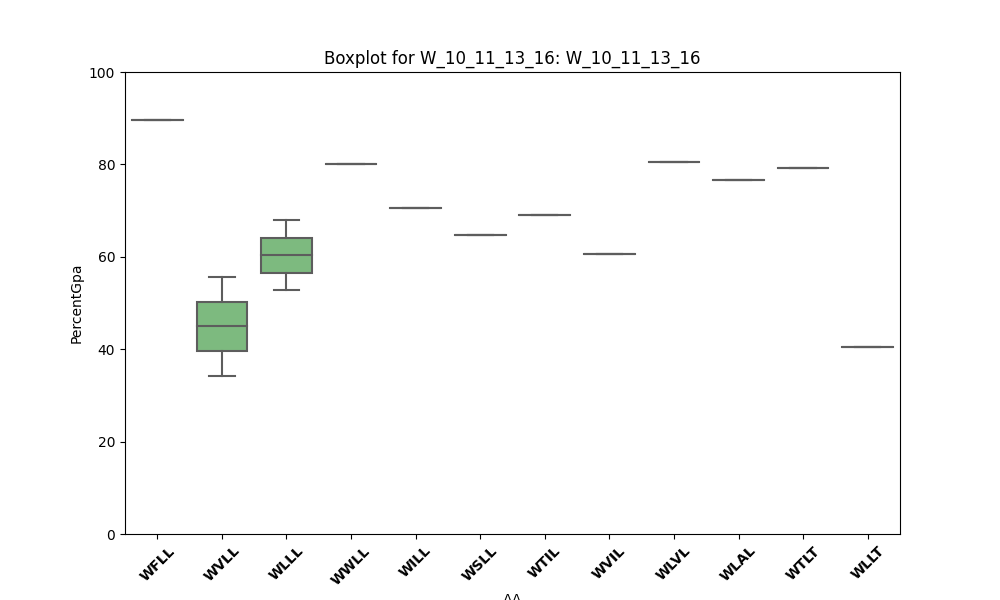 Boxplot for W_10_11_13_16: W_10_11_13_16
PercentGpa
100
80
60
40
20
0
WFLL WVLL WLLL WWLL WILL WSLL WTIL WVIL WLVL WLAL WTLT WLLT